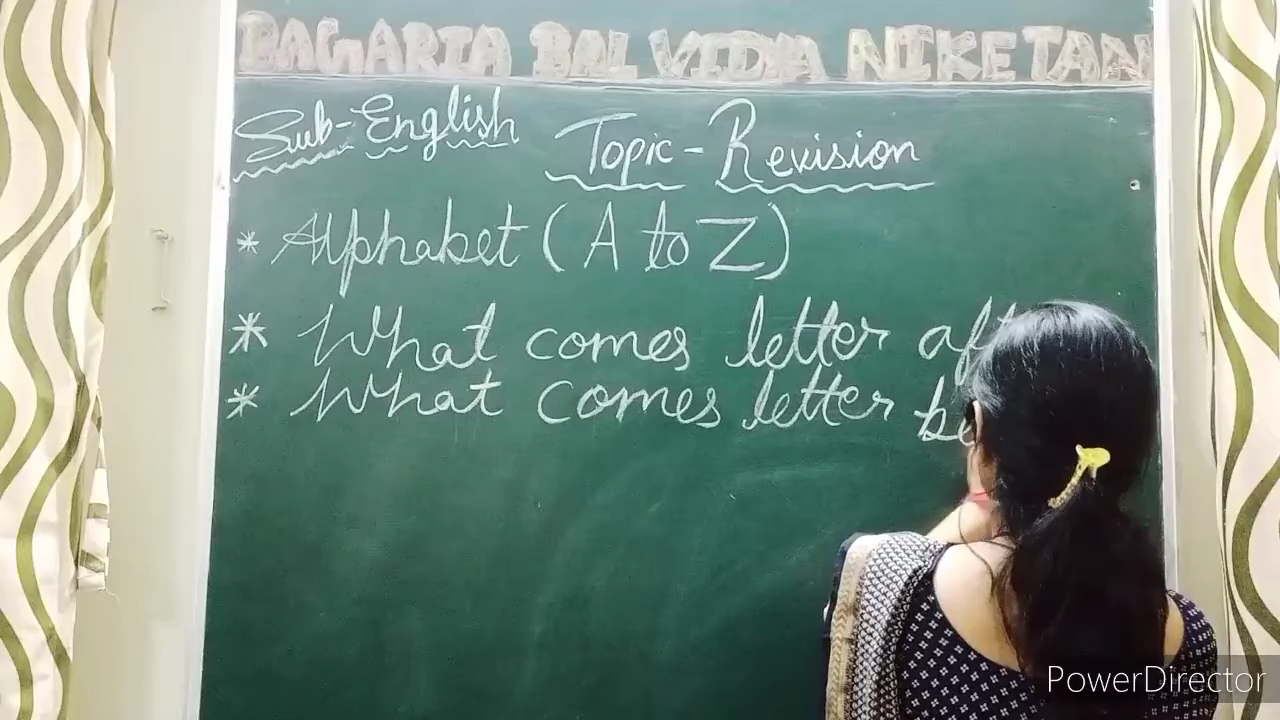 BAGARIA BAL VIDYA NIKETAN
Sub-English Topic-Revision
* Alphabet (A to Z)
* What comes letter
* What comes letter
PowerDirector